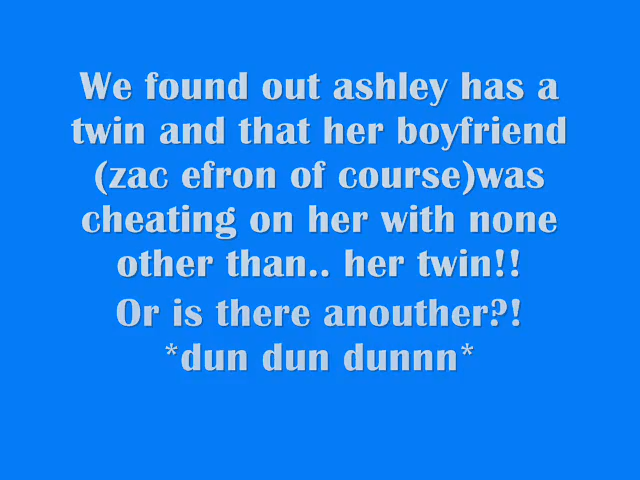 We found out ashley has a
twin and that her boyfriend
(zac efron of course)was
cheating on her with none
other than.. her twin!!
Or is there anouther?!
*dun dun dunnn*